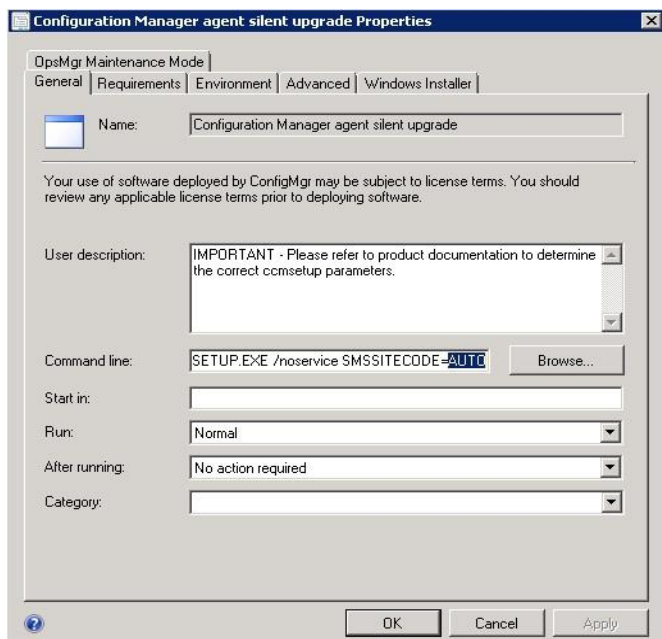 Configuration Manager agent silent upgrade Properties
OpsMgr Maintenance Mode
General
Requirements
Environment
Advanced
Windows Installer
Name:
Configuration Manager agent silent upgrade
Your use of software deployed by ConfigMgr may be subject to license terms. You should
review any applicable license terms prior to deploying software.
User description:
IMPORTANT - Please refer to product documentation to determine
the correct ccmsetup parameters.
Command line:
SETUP.EXE /noservice SMSSITECODE=AUTO
Browse...
Start in:
Run:
Normal
After running:
No action required
Category:
OK
Cancel
Apply